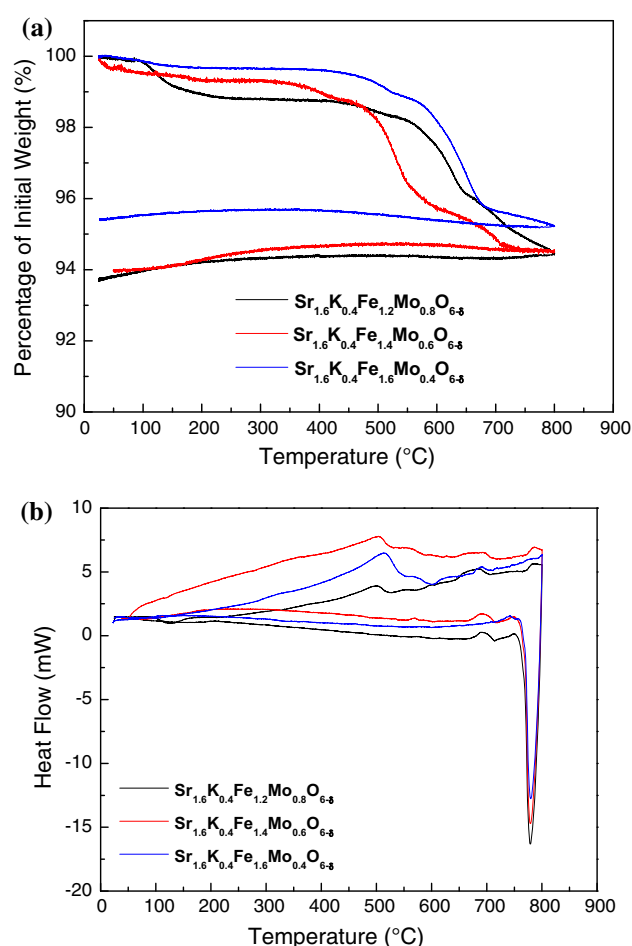 (a)
Percentage of Initial Weight (%)
100
98
96
94
92
90
Sr1.6K0.4Fe1.2Mo0.8O6-δ
Sr1.6K0.4Fe1.4Mo0.6O6-δ
Sr1.6K0.4Fe1.6Mo0.4O6-δ
0 100 200 300 400 500 600 700 800 900
Temperature (°C)
(b)
Heat Flow (mW)
10
5
0
-5
-10
-15
-20
Sr1.6K0.4Fe1.2Mo0.8O6-δ
Sr1.6K0.4Fe1.4Mo0.6O6-δ
Sr1.6K0.4Fe1.6Mo0.4O6-δ
0 100 200 300 400 500 600 700 800 900
Temperature (°C)